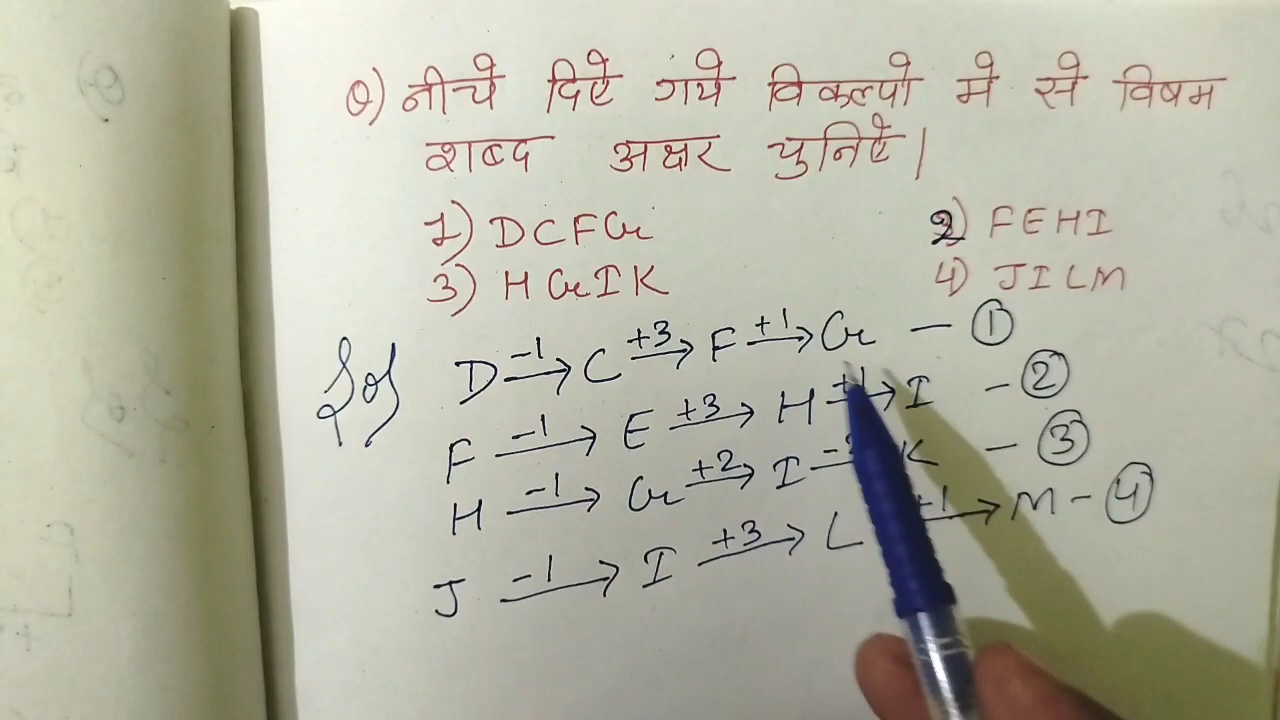 Q) नीचे दिऐ गये विकल्पो मे से विषम
शब्द अक्षर चुनिऐ।
1) DCFG 2) FEHI
3) HGIK 4) JILM
Sol D -1→ C +3→ F +1→ G — ①
F -1→ E +3→ H +1→ I - ②
H -1→ G +2→ I K - ③
J -1→ I +3→ L +1→ M - ④